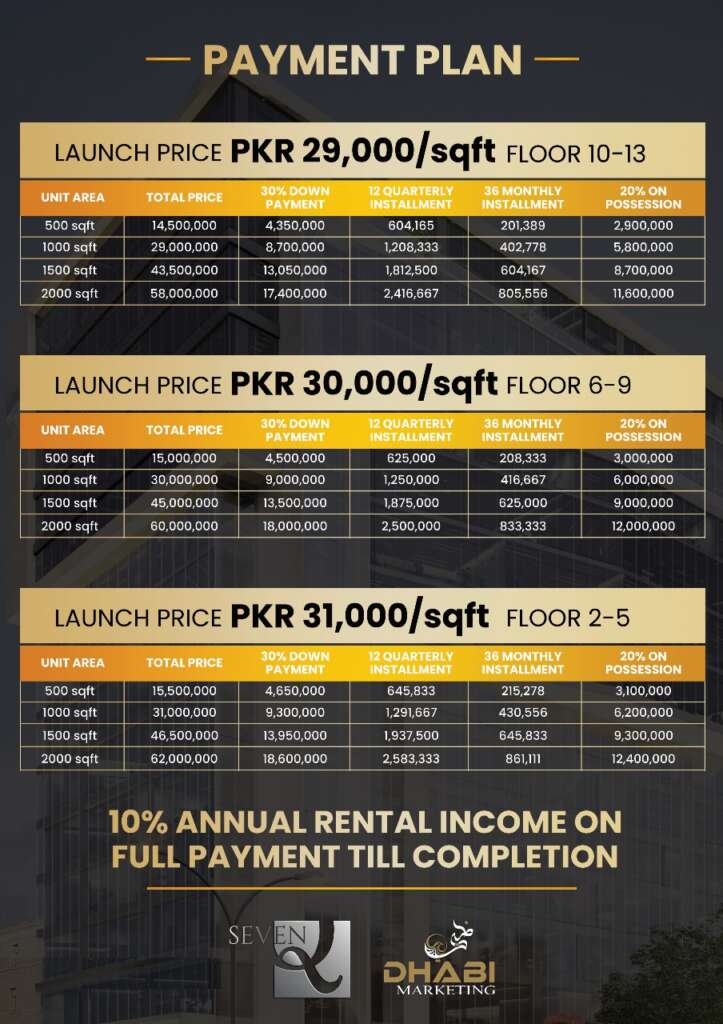 PAYMENT PLAN
LAUNCH PRICE PKR 29,000/sqft FLOOR 10-13
UNIT AREA TOTAL PRICE 30% DOWN PAYMENT 12 QUARTERLY INSTALLMENT 36 MONTHLY INSTALLMENT 20% ON POSSESSION
500 sqft 14,500,000 4,350,000 604,165 201,389 2,900,000
1000 sqft 29,000,000 8,700,000 1,208,333 402,778 5,800,000
1500 sqft 43,500,000 13,050,000 1,812,500 604,167 8,700,000
2000 sqft 58,000,000 17,400,000 2,416,667 805,556 11,600,000
LAUNCH PRICE PKR 30,000/sqft FLOOR 6-9
UNIT AREA TOTAL PRICE 30% DOWN PAYMENT 12 QUARTERLY INSTALLMENT 36 MONTHLY INSTALLMENT 20% ON POSSESSION
500 sqft 15,000,000 4,500,000 625,000 208,333 3,000,000
1000 sqft 30,000,000 9,000,000 1,250,000 416,667 6,000,000
1500 sqft 45,000,000 13,500,000 1,875,000 625,000 9,000,000
2000 sqft 60,000,000 18,000,000 2,500,000 833,333 12,000,000
LAUNCH PRICE PKR 31,000/sqft FLOOR 2-5
UNIT AREA TOTAL PRICE 30% DOWN PAYMENT 12 QUARTERLY INSTALLMENT 36 MONTHLY INSTALLMENT 20% ON POSSESSION
500 sqft 15,500,000 4,650,000 645,833 215,278 3,100,000
1000 sqft 31,000,000 9,300,000 1,291,667 430,556 6,200,000
1500 sqft 46,500,000 13,950,000 1,937,500 645,833 9,300,000
2000 sqft 62,000,000 18,600,000 2,583,333 861,111 12,400,000
10% ANNUAL RENTAL INCOME ON
FULL PAYMENT TILL COMPLETION
SEVEN Q
DHABI
MARKETING